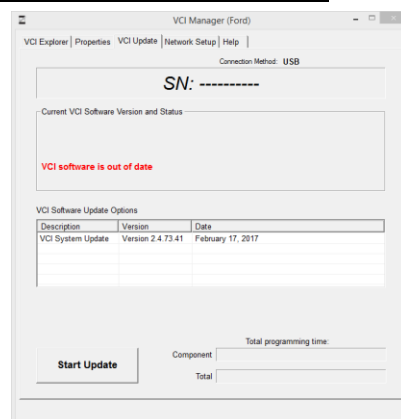 VCI Manager (Ford)
VCI Explorer Properties VCI Update Network Setup Help
Connection Method: USB
SN: ----------
Current VCI Software Version and Status
VCI software is out of date
VCI Software Update Options
Description Version Date
VCI System Update Version 2.4.73.41 February 17, 2017
Total programming time:
Component
Start Update
Total